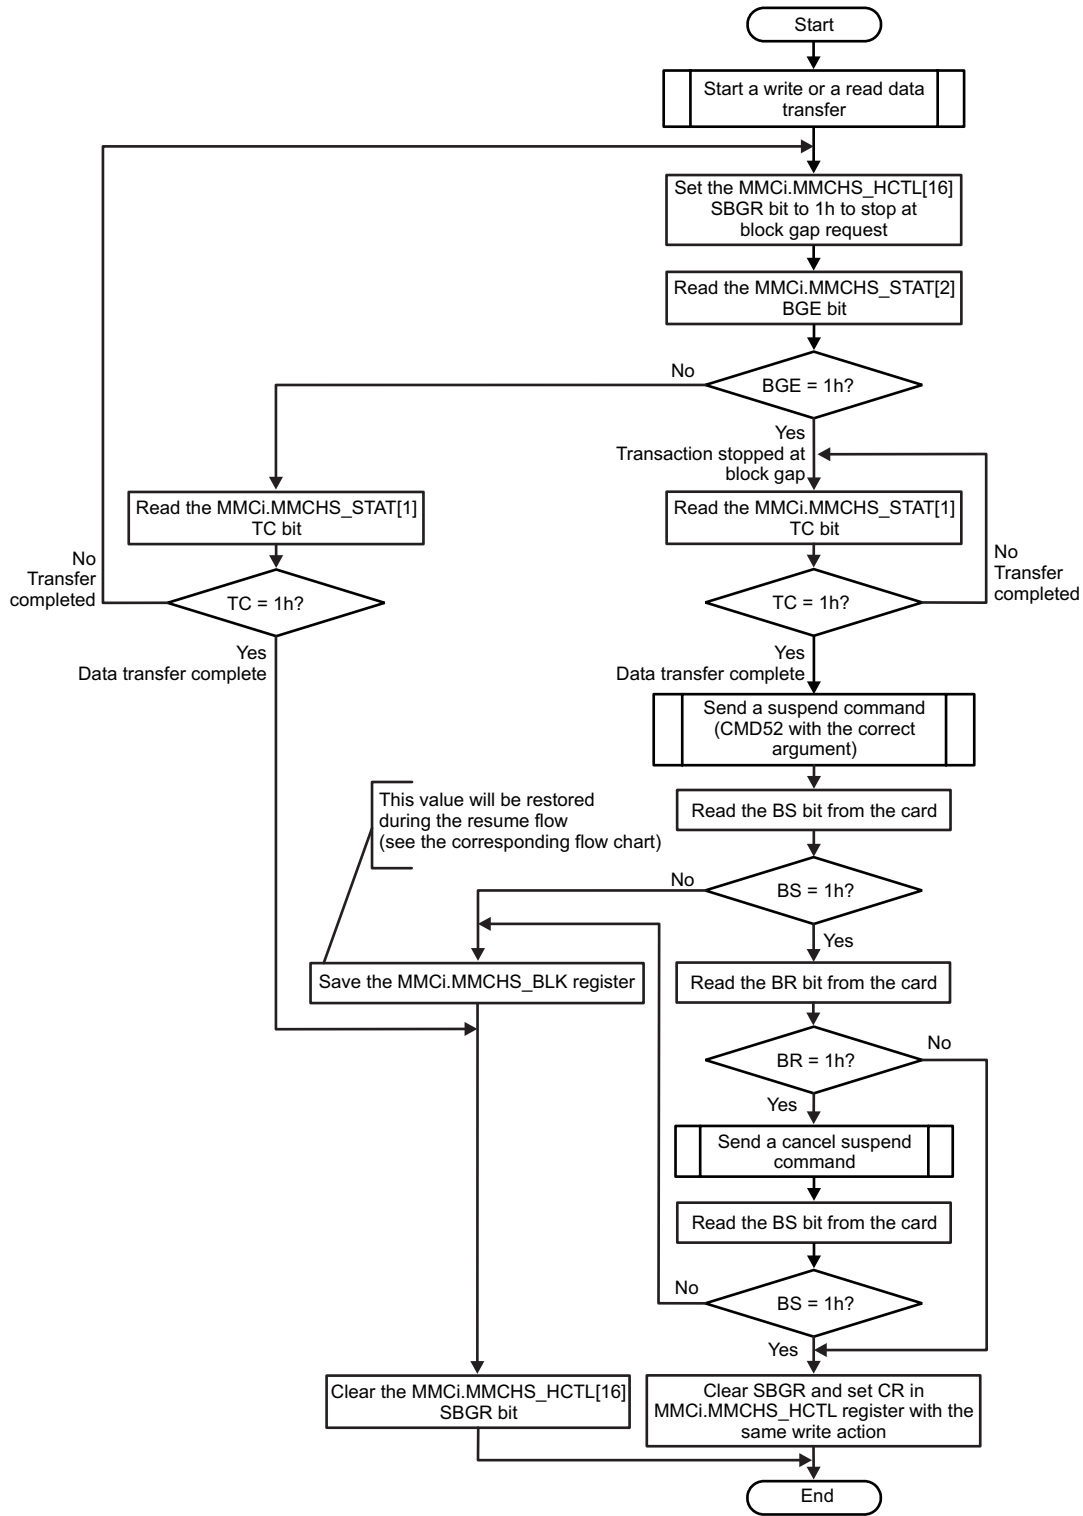 Start
Start a write or a read data
transfer
Set the MMCi.MMCHS_HCTL[16]
SBGR bit to 1h to stop at
block gap request
Read the MMCi.MMCHS_STAT[2]
BGE bit
No
BGE = 1h?
Yes
Transaction stopped at
block gap
Read the MMCi.MMCHS_STAT[1]
TC bit
Read the MMCi.MMCHS_STAT[1]
TC bit
No
Transfer
completed
TC = 1h?
TC = 1h?
No
Transfer
completed
Yes
Data transfer complete
Yes
Data transfer complete
Send a suspend command
(CMD52 with the correct
argument)
This value will be restored
during the resume flow
(see the corresponding flow chart)
Read the BS bit from the card
No
BS = 1h?
Yes
Save the MMCi.MMCHS_BLK register
Read the BR bit from the card
No
BR = 1h?
Yes
Send a cancel suspend
command
Read the BS bit from the card
No
BS = 1h?
Yes
Clear the MMCi.MMCHS_HCTL[16]
SBGR bit
Clear SBGR and set CR in
MMCi.MMCHS_HCTL register with the
same write action
End